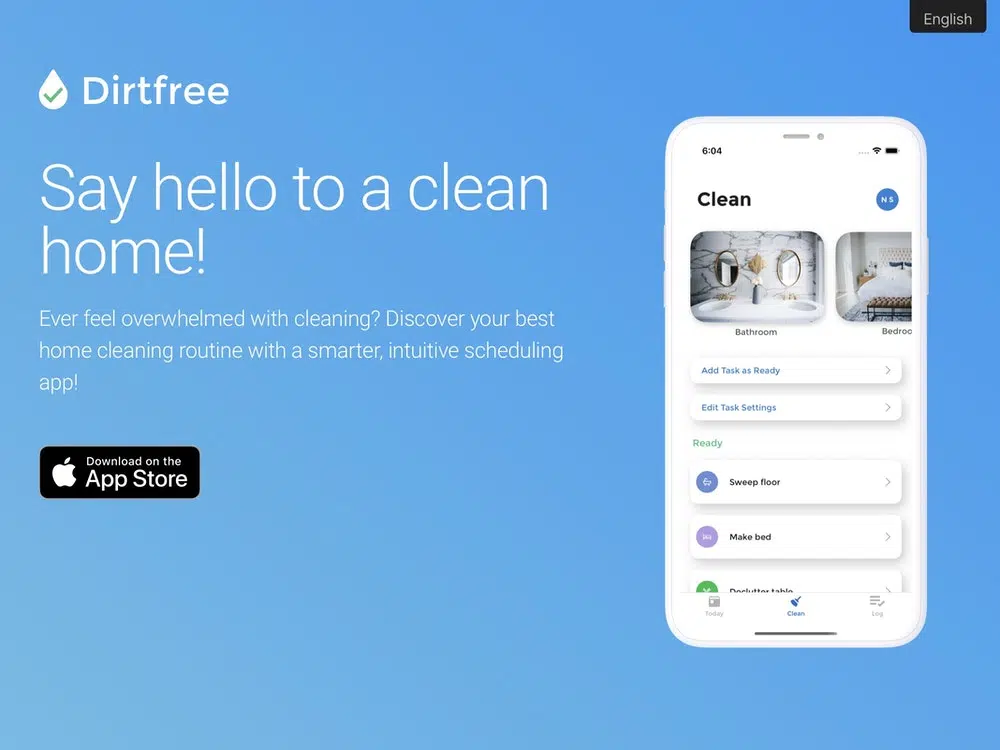 English
Dirtfree
Say hello to a clean
home!
Ever feel overwhelmed with cleaning? Discover your best
home cleaning routine with a smarter, intuitive scheduling
app!
Download on the
App Store
6:04
Clean
N S
Bathroom
Bedroo
Add Task as Ready
Edit Task Settings
Ready
Sweep floor
Make bed
Declutter table
Today
Clean
Log